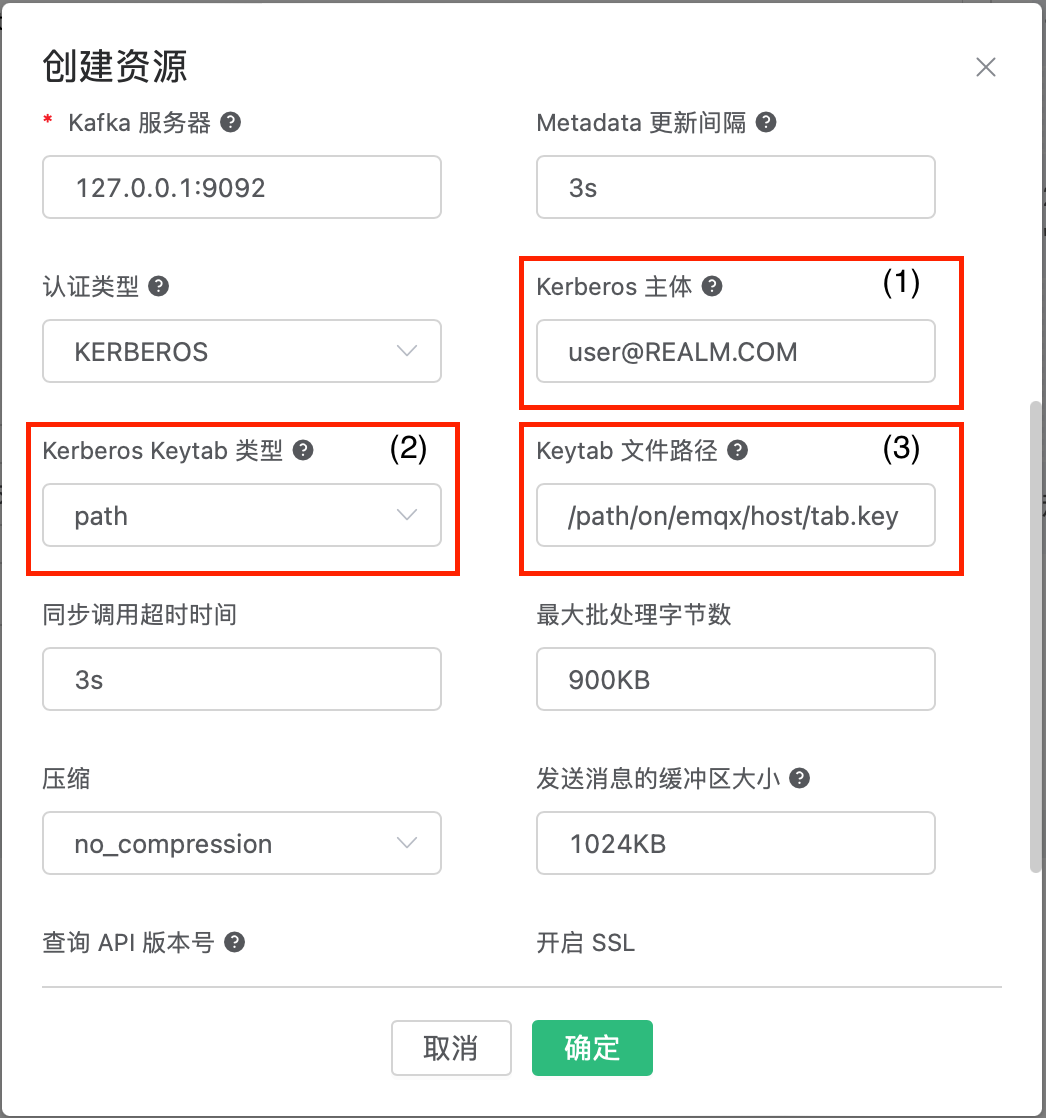 创建资源
* Kafka 服务器
Metadata 更新间隔
127.0.0.1:9092
3s
认证类型
Kerberos 主体
(1)
KERBEROS
user@REALM.COM
Kerberos Keytab 类型
(2)
Keytab 文件路径
(3)
path
/path/on/emqx/host/tab.key
同步调用超时时间
最大批处理字节数
3s
900KB
压缩
发送消息的缓冲区大小
no_compression
1024KB
查询 API 版本号
开启 SSL
取消
确定